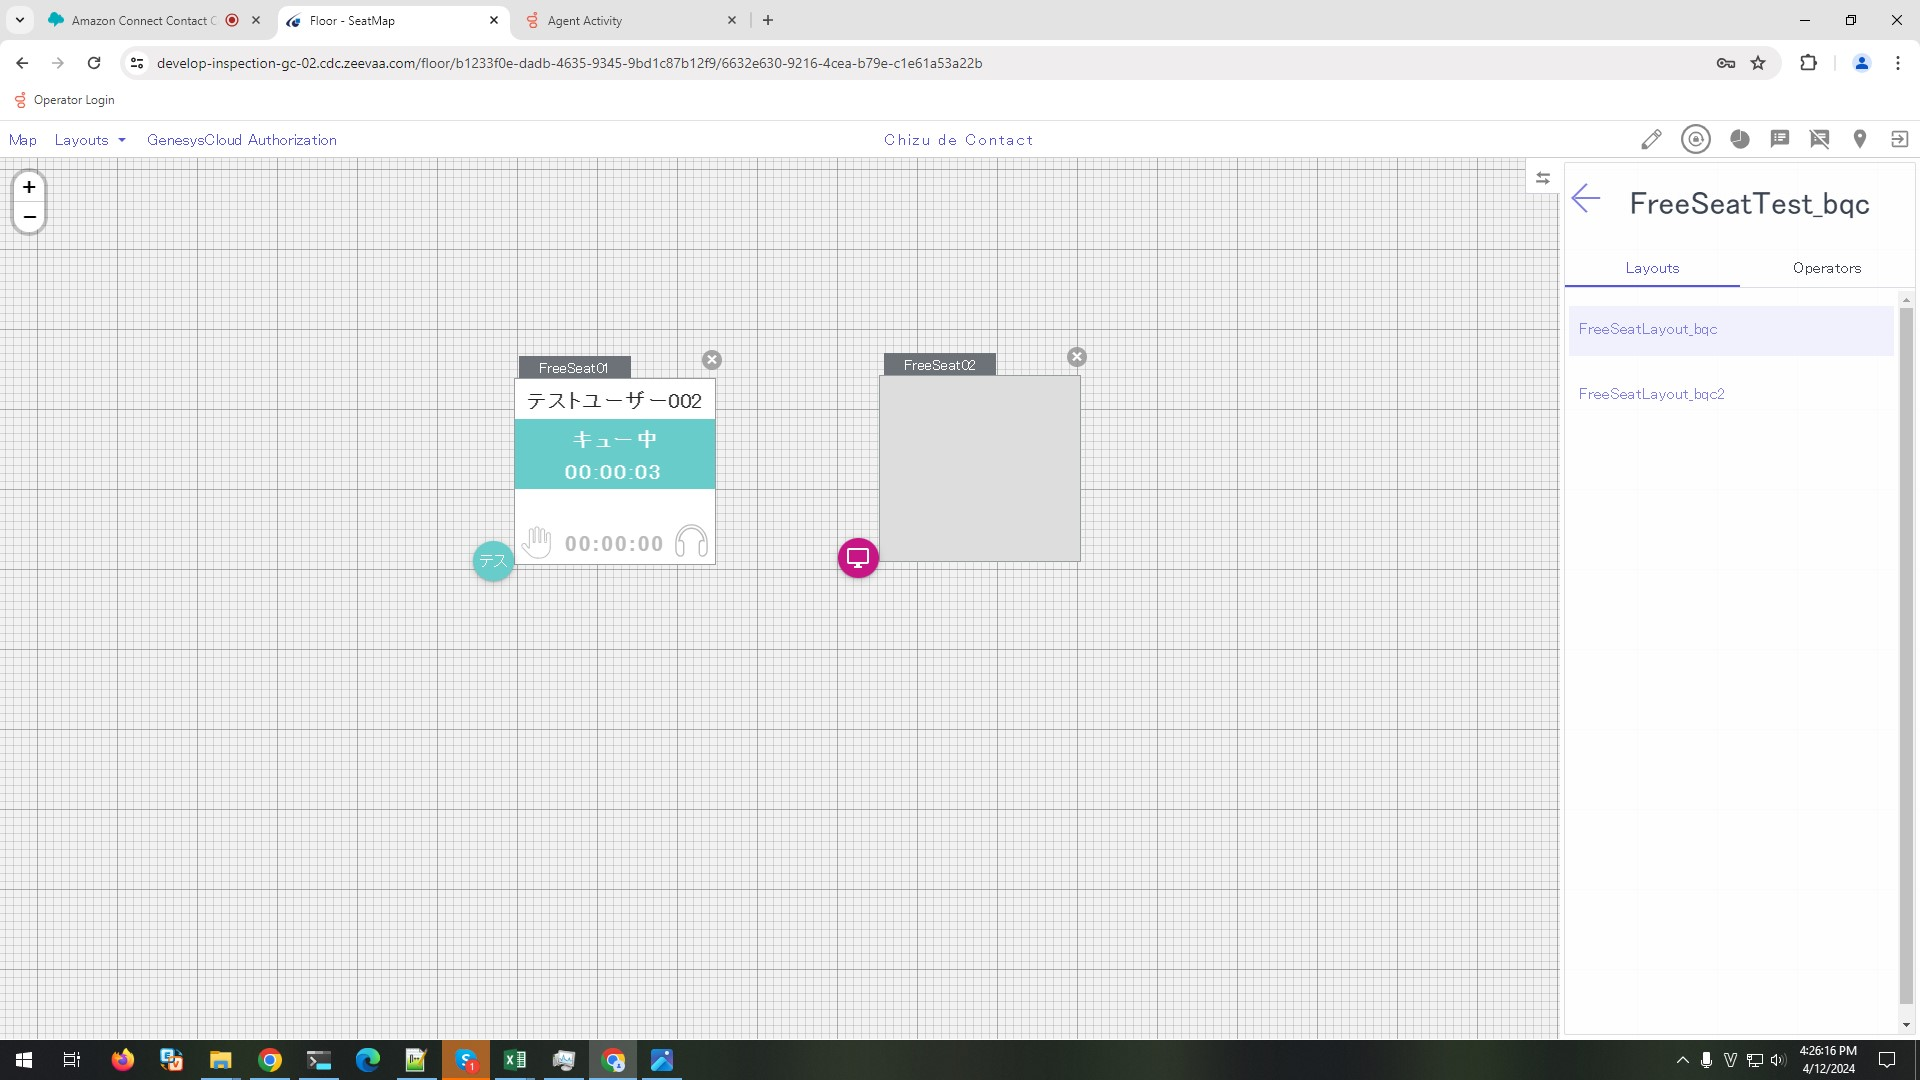 Amazon Connect Contact C
Floor - SeatMap
Agent Activity
develop-inspection-gc-02.cdc.zeevaa.com/floor/b1233f0e-dadb-4635-9345-9bd1c87b12f9/6632e630-9216-4cea-b79e-c1e61a53a22b
Operator Login
Map Layouts GenesysCloud Authorization
Chizu de Contact
+
−
FreeSeatTest_bqc
Layouts Operators
FreeSeatLayout_bqc
FreeSeatLayout_bqc2
FreeSeat01
テストユーザー002
キュー中
00:00:03
00:00:00
テス
FreeSeat02
1
4:26:16 PM
4/12/2024